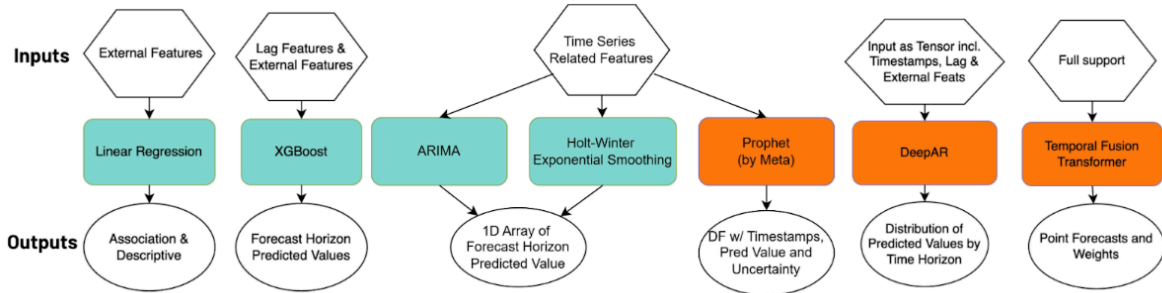 Inputs
External Features
Lag Features &
External Features
Time Series
Related Features
Input as Tensor incl.
Timestamps, Lag &
External Feats
Full support
Linear Regression
XGBoost
ARIMA
Holt-Winter
Exponential Smoothing
Prophet
(by Meta)
DeepAR
Temporal Fusion
Transformer
Outputs
Association &
Descriptive
Forecast Horizon
Predicted Values
1D Array of
Forecast Horizon
Predicted Value
DF w/ Timestamps,
Pred Value and
Uncertainty
Distribution of
Predicted Values by
Time Horizon
Point Forecasts and
Weights